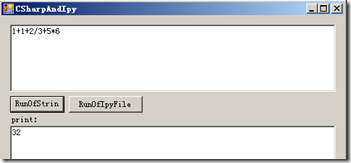 CSharpAndIpy
1+1+2/3+5*6
RunOfStrin RunOfIpyFile
print:
32